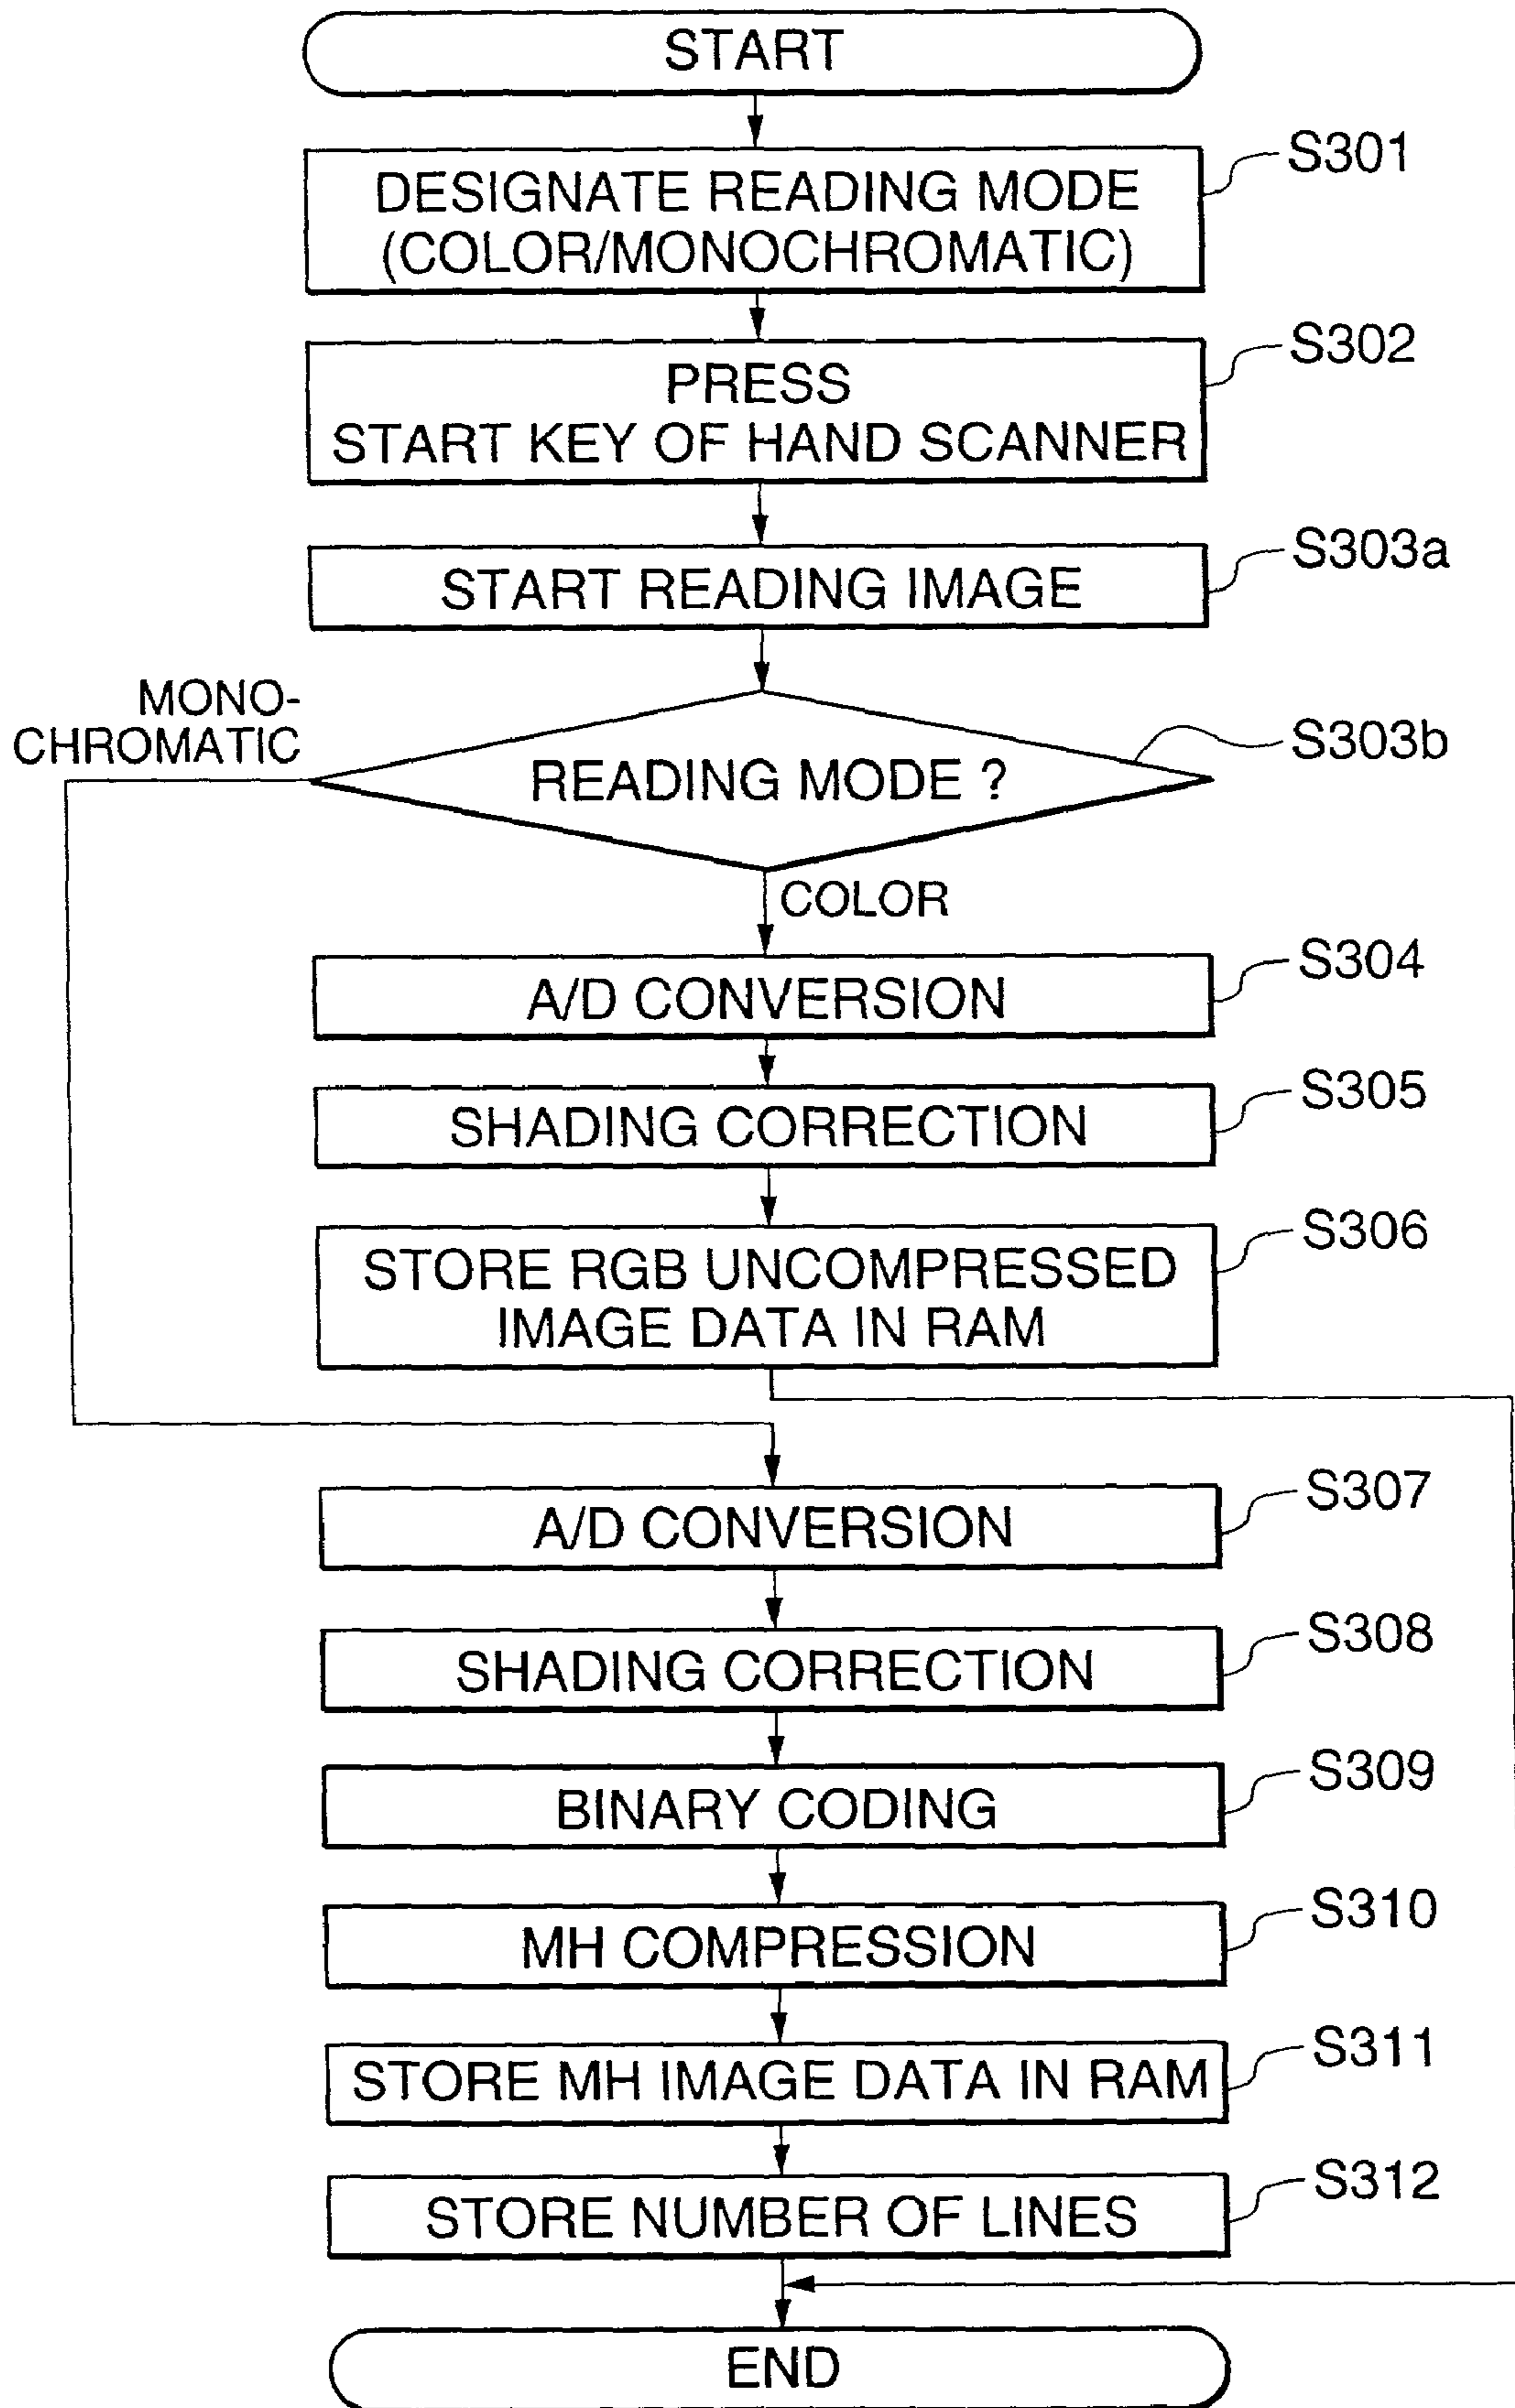 START
DESIGNATE READING MODE
(COLOR/MONOCHROMATIC)
S301
PRESS
START KEY OF HAND SCANNER
S302
START READING IMAGE
S303a
MONO-
CHROMATIC
READING MODE ?
S303b
COLOR
A/D CONVERSION
S304
SHADING CORRECTION
S305
STORE RGB UNCOMPRESSED
IMAGE DATA IN RAM
S306
A/D CONVERSION
S307
SHADING CORRECTION
S308
BINARY CODING
S309
MH COMPRESSION
S310
STORE MH IMAGE DATA IN RAM
S311
STORE NUMBER OF LINES
S312
END